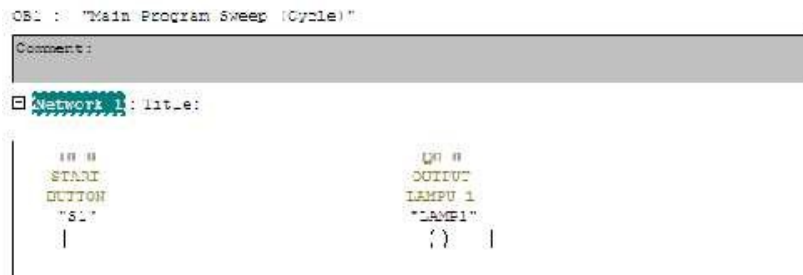 OB1 : "Main Program Sweep (Cycle)"
Comment:
Network 1: Title:
I0.0
START
BUTTON
"S1"
Q0.0
OUTPUT
LAMPU 1
"LAMP1"
( )